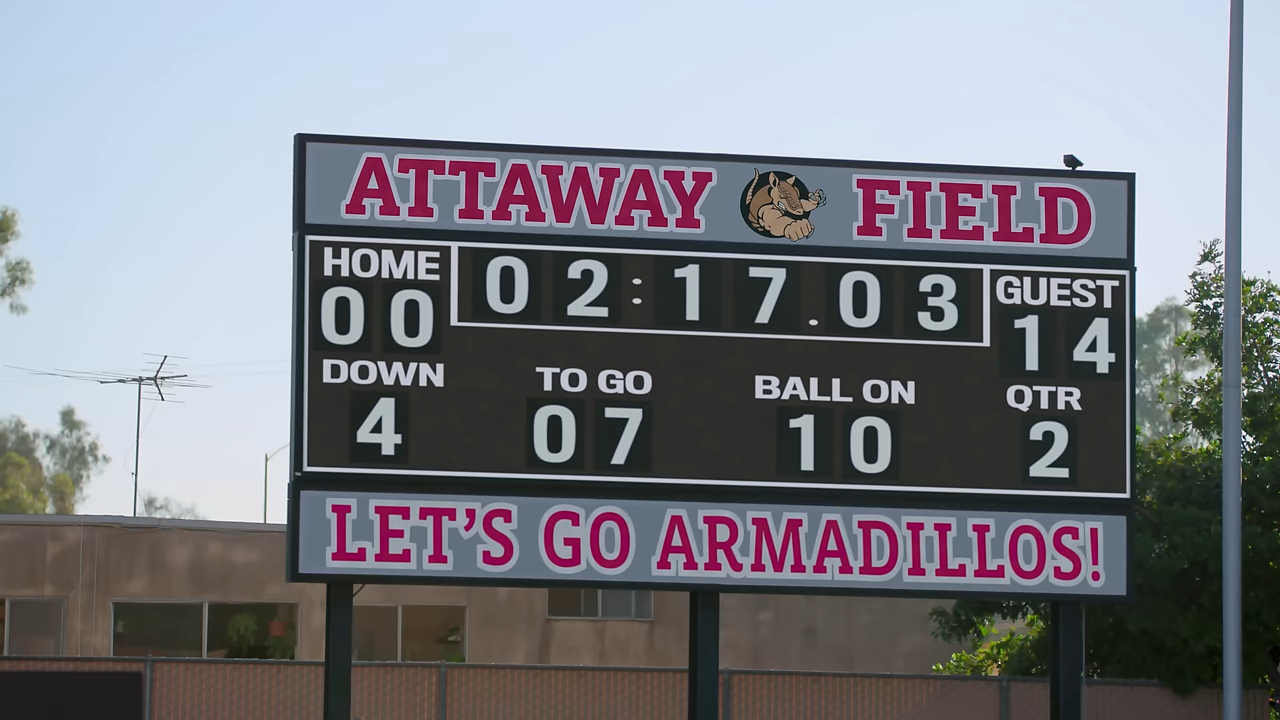 ATTAWAY FIELD
HOME 02:17.03 GUEST
00 14
DOWN TO GO BALL ON QTR
4 07 10 2
LET'S GO ARMADILLOS!